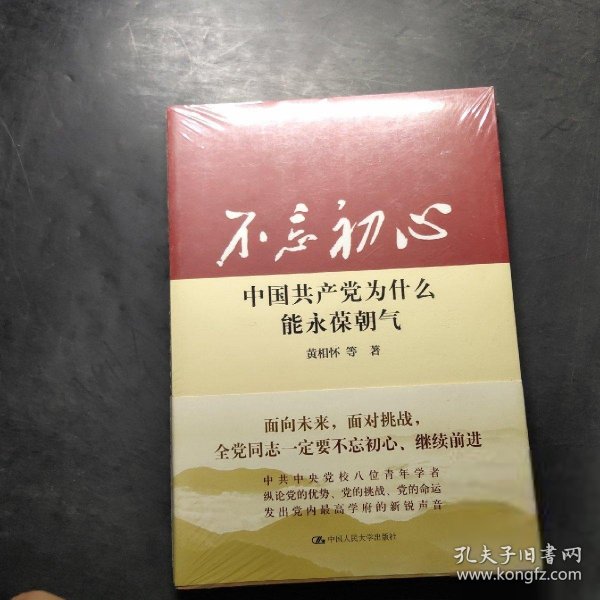 不忘初心
中国共产党为什么
能永葆朝气
黄相怀 等 著
面向未来，面对挑战，
全党同志一定要不忘初心、继续前进
中共中央党校八位青年学者
纵论党的优势、党的挑战、党的命运
发出党内最高学府的新锐声音
中国人民大学出版社
孔夫子旧书网
www.kongfz.com